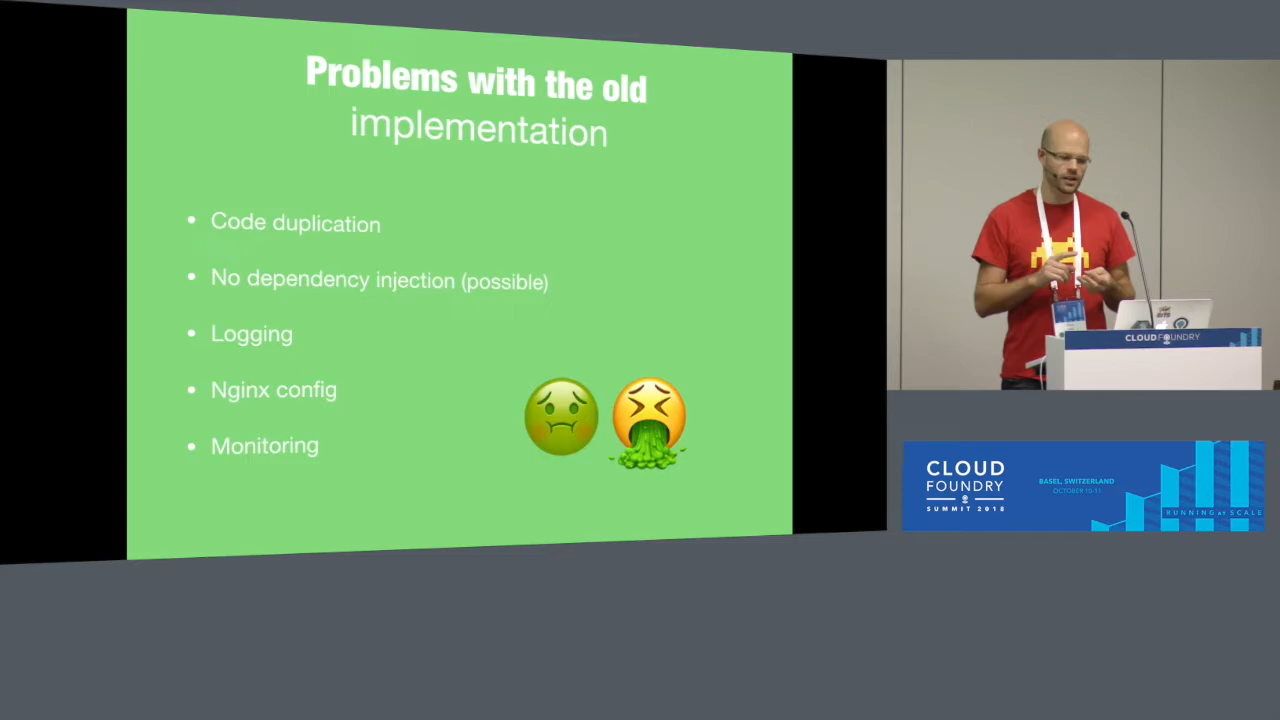 Problems with the old
implementation
• Code duplication
• No dependency injection (possible)
• Logging
• Nginx config
• Monitoring
CLOUD FOUNDRY
CLOUD
FOUNDRY
SUMMIT 2018
BASEL, SWITZERLAND
OCTOBER 10-11
RUNNING AT SCALE